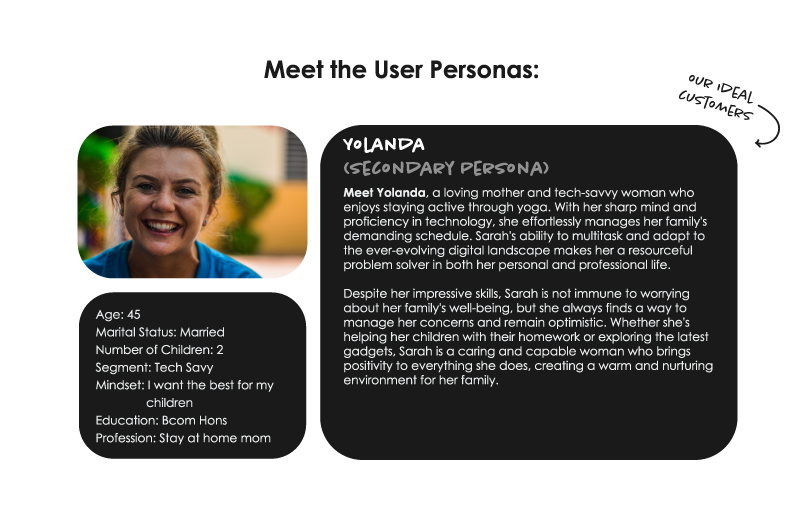 Meet the User Personas:
OUR IDEAL
CUSTOMERS
YOLANDA
(SECONDARY PERSONA)
Meet Yolanda, a loving mother and tech-savvy woman who
enjoys staying active through yoga. With her sharp mind and
proficiency in technology, she effortlessly manages her family's
demanding schedule. Sarah's ability to multitask and adapt to
the ever-evolving digital landscape makes her a resourceful
problem solver in both her personal and professional life.
Despite her impressive skills, Sarah is not immune to worrying
about her family's well-being, but she always finds a way to
manage her concerns and remain optimistic. Whether she's
helping her children with their homework or exploring the latest
gadgets, Sarah is a caring and capable woman who brings
positivity to everything she does, creating a warm and nurturing
environment for her family.
Age: 45
Marital Status: Married
Number of Children: 2
Segment: Tech Savy
Mindset: I want the best for my
children
Education: Bcom Hons
Profession: Stay at home mom